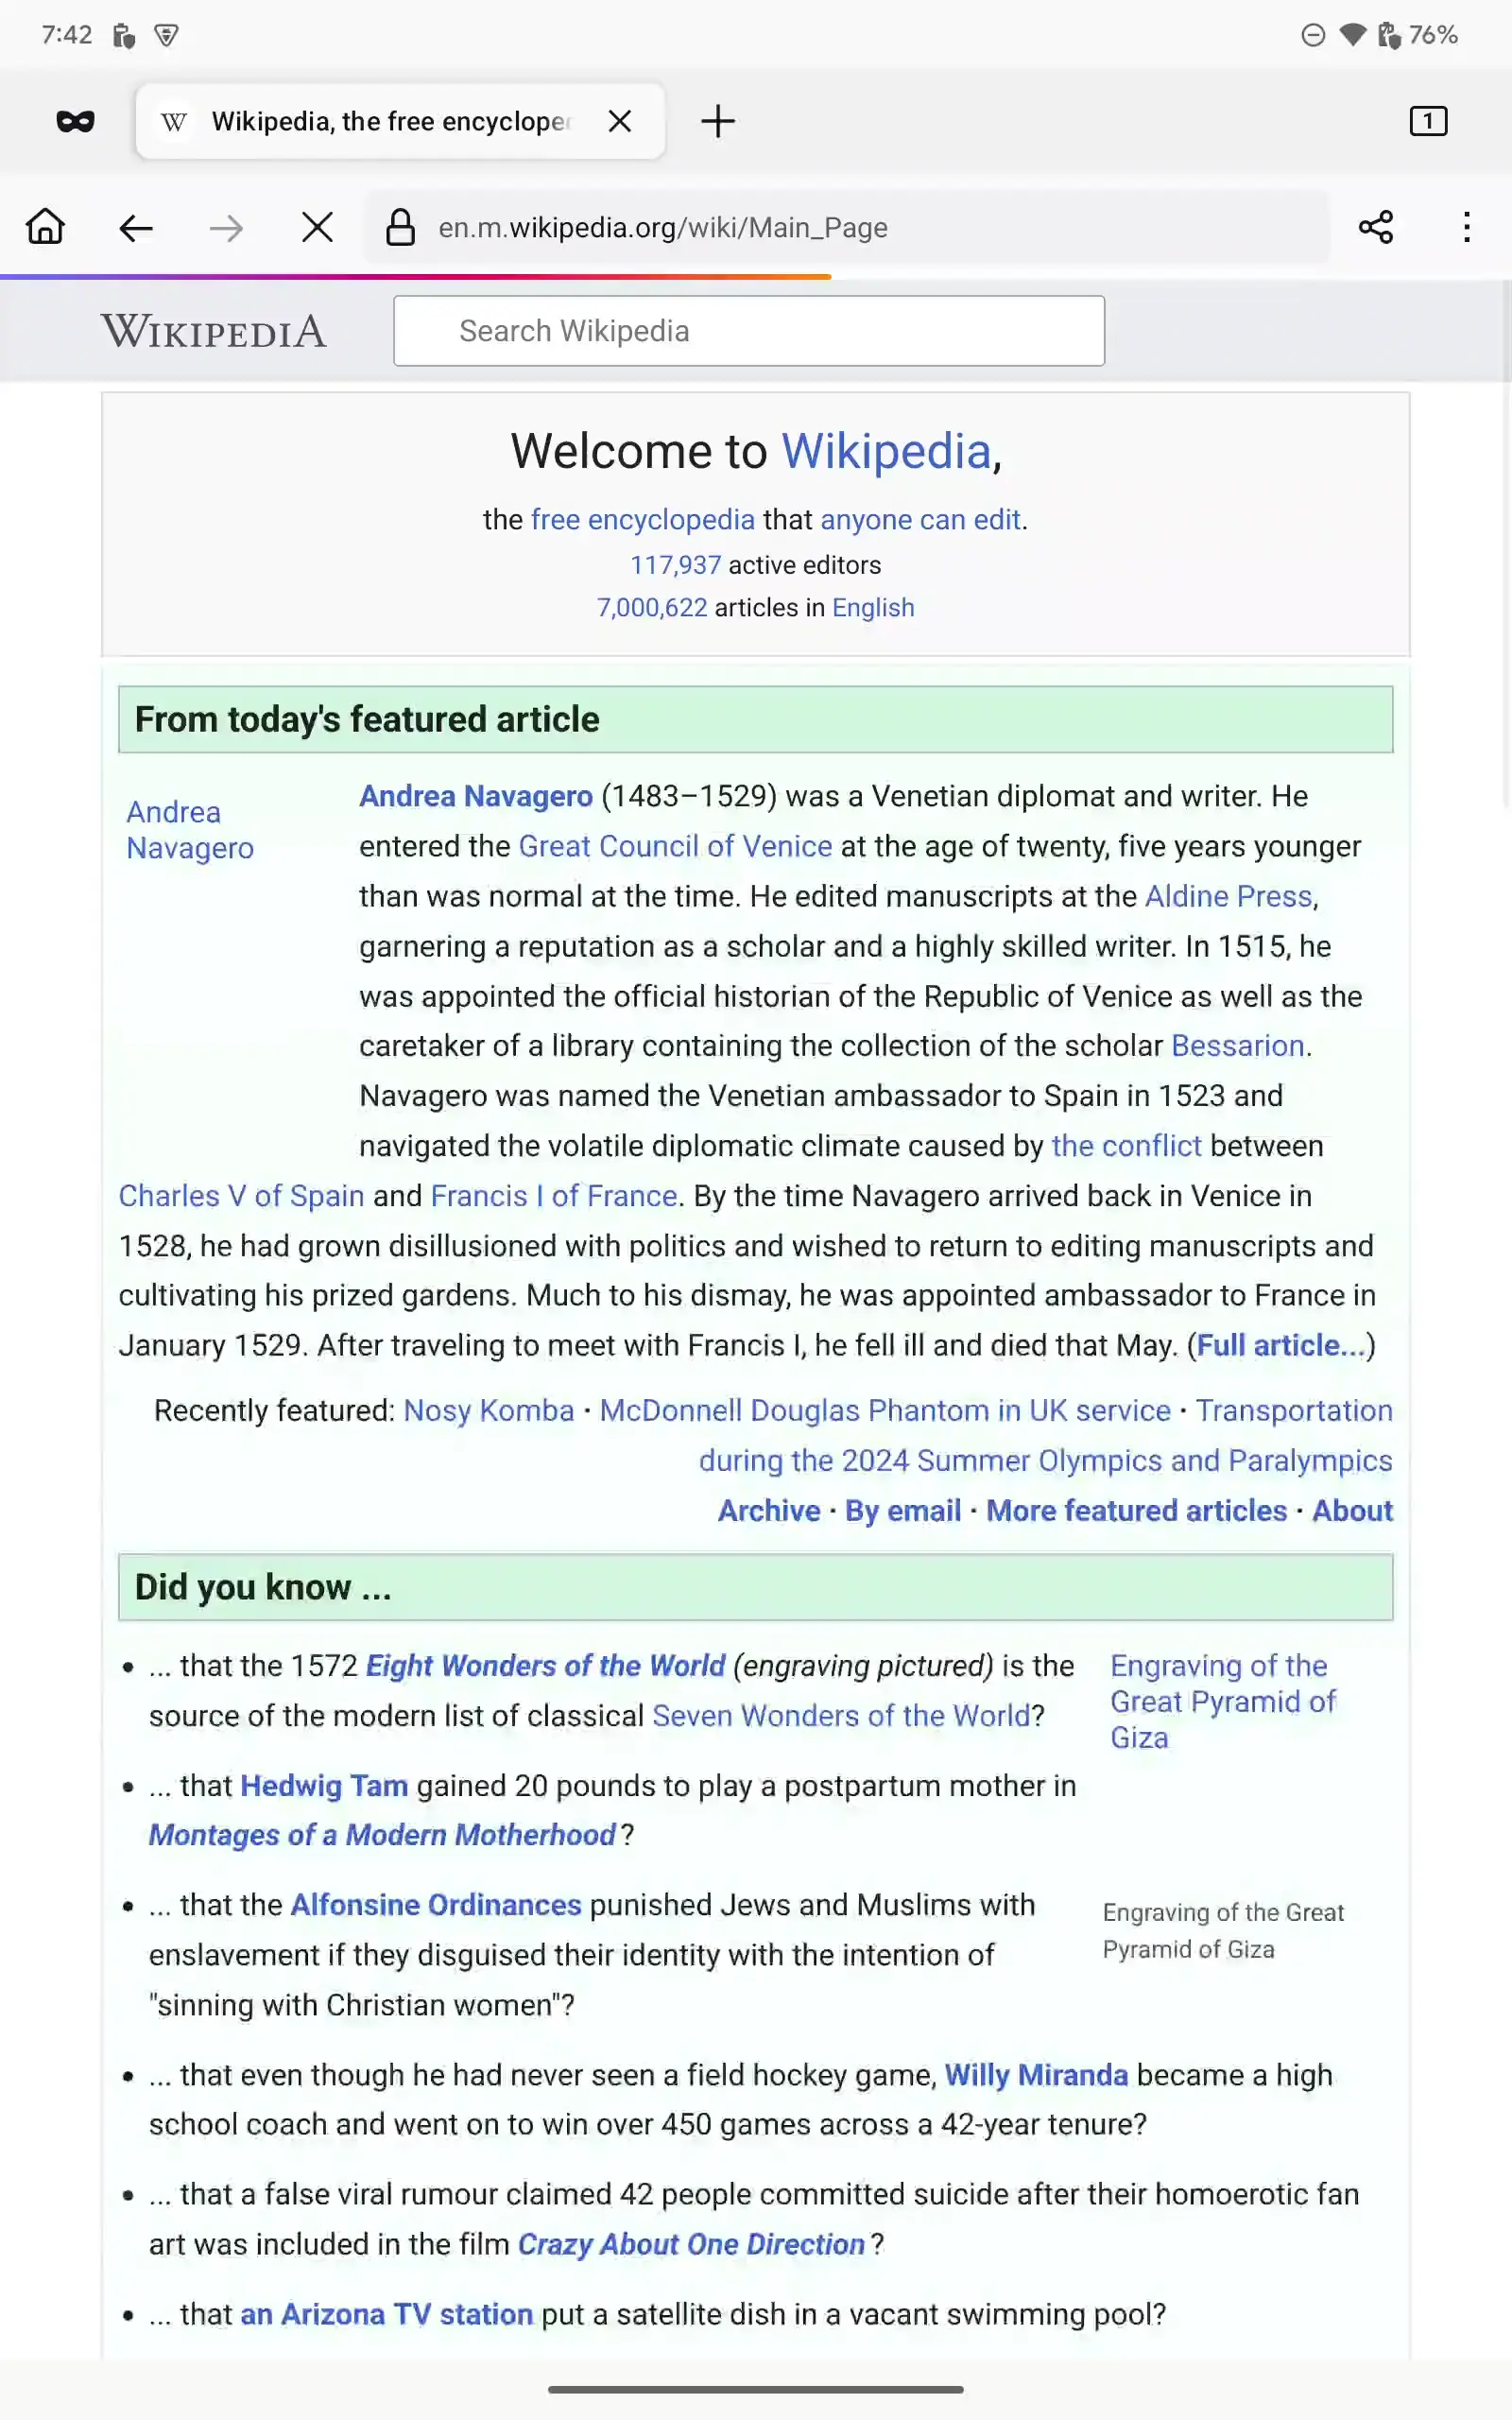 7:42
76%
Wikipedia, the free encyclope
1
en.m.wikipedia.org/wiki/Main_Page
WIKIPEDIA
Search Wikipedia
Welcome to Wikipedia,
the free encyclopedia that anyone can edit.
117,937 active editors
7,000,622 articles in English
From today's featured article
Andrea
Navagero
Andrea Navagero (1483–1529) was a Venetian diplomat and writer. He
entered the Great Council of Venice at the age of twenty, five years younger
than was normal at the time. He edited manuscripts at the Aldine Press,
garnering a reputation as a scholar and a highly skilled writer. In 1515, he
was appointed the official historian of the Republic of Venice as well as the
caretaker of a library containing the collection of the scholar Bessarion.
Navagero was named the Venetian ambassador to Spain in 1523 and
navigated the volatile diplomatic climate caused by the conflict between
Charles V of Spain and Francis I of France. By the time Navagero arrived back in Venice in
1528, he had grown disillusioned with politics and wished to return to editing manuscripts and
cultivating his prized gardens. Much to his dismay, he was appointed ambassador to France in
January 1529. After traveling to meet with Francis I, he fell ill and died that May. (Full article...)
Recently featured: Nosy Komba · McDonnell Douglas Phantom in UK service · Transportation
during the 2024 Summer Olympics and Paralympics
Archive · By email · More featured articles · About
Did you know ...
• ... that the 1572 Eight Wonders of the World (engraving pictured) is the
source of the modern list of classical Seven Wonders of the World?
Engraving of the
Great Pyramid of
Giza
• ... that Hedwig Tam gained 20 pounds to play a postpartum mother in
Montages of a Modern Motherhood?
• ... that the Alfonsine Ordinances punished Jews and Muslims with
enslavement if they disguised their identity with the intention of
"sinning with Christian women"?
Engraving of the Great
Pyramid of Giza
• ... that even though he had never seen a field hockey game, Willy Miranda became a high
school coach and went on to win over 450 games across a 42-year tenure?
• ... that a false viral rumour claimed 42 people committed suicide after their homoerotic fan
art was included in the film Crazy About One Direction?
• ... that an Arizona TV station put a satellite dish in a vacant swimming pool?